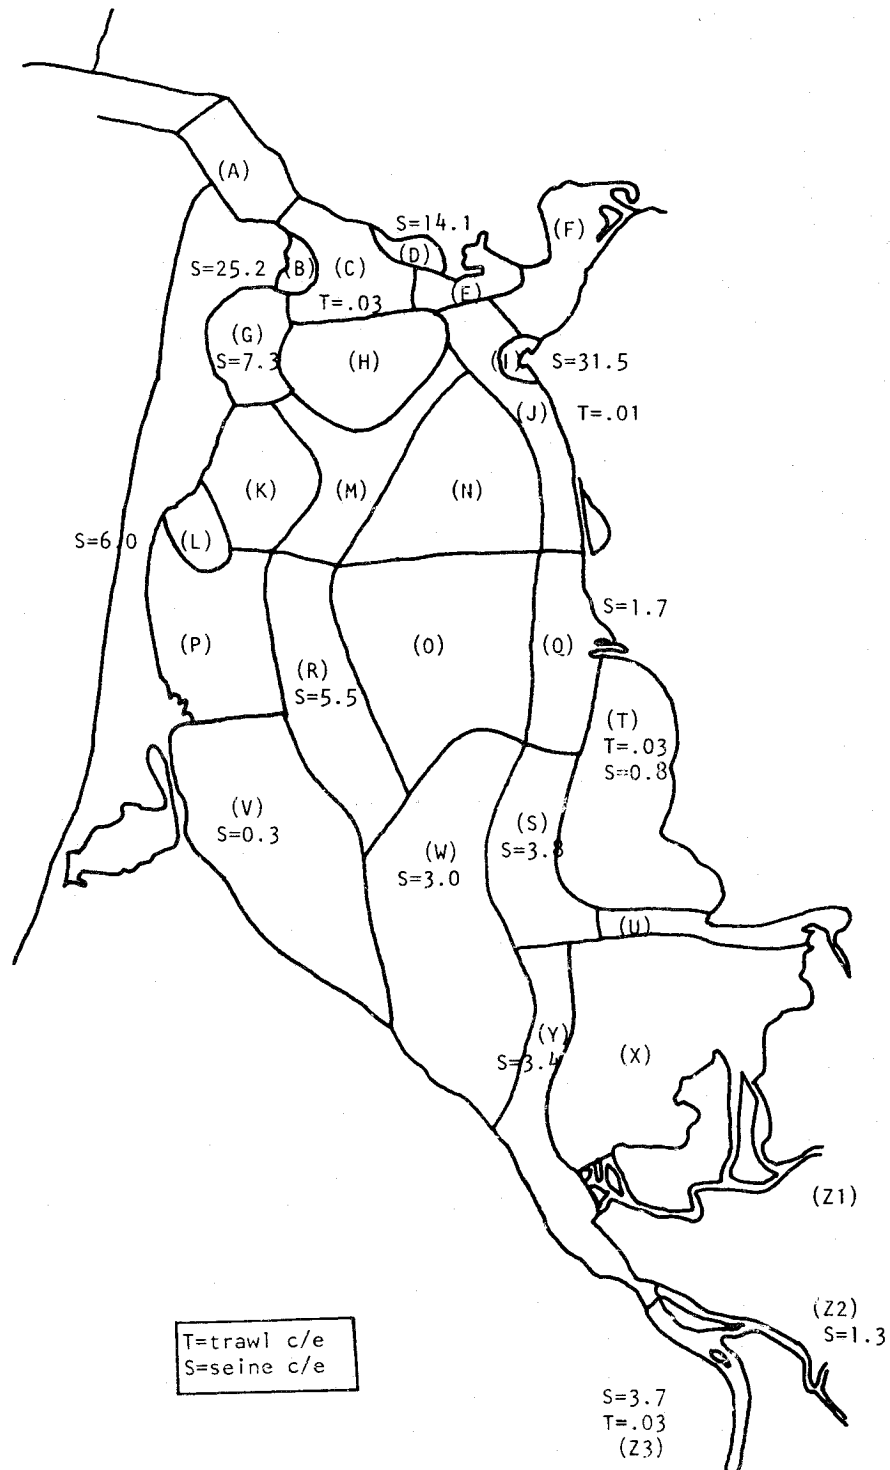 (A)
S=14.1
(F)
(D)
S=25.2
(B)
(C)
(E)
T=.03
(G)
S=7.3
(H)
(I)
S=31.5
(J)
T=.01
(K)
(M)
(N)
S=6.0
(L)
S=1.7
(P)
(O)
(Q)
(R)
S=5.5
(T)
T=.03
S=0.8
(V)
S=0.3
(S)
S=3.8
(W)
S=3.0
(U)
(Y)
S=3.4
(X)
(Z1)
(Z2)
S=1.3
T=trawl c/e
S=seine c/e
S=3.7
T=.03
(Z3)